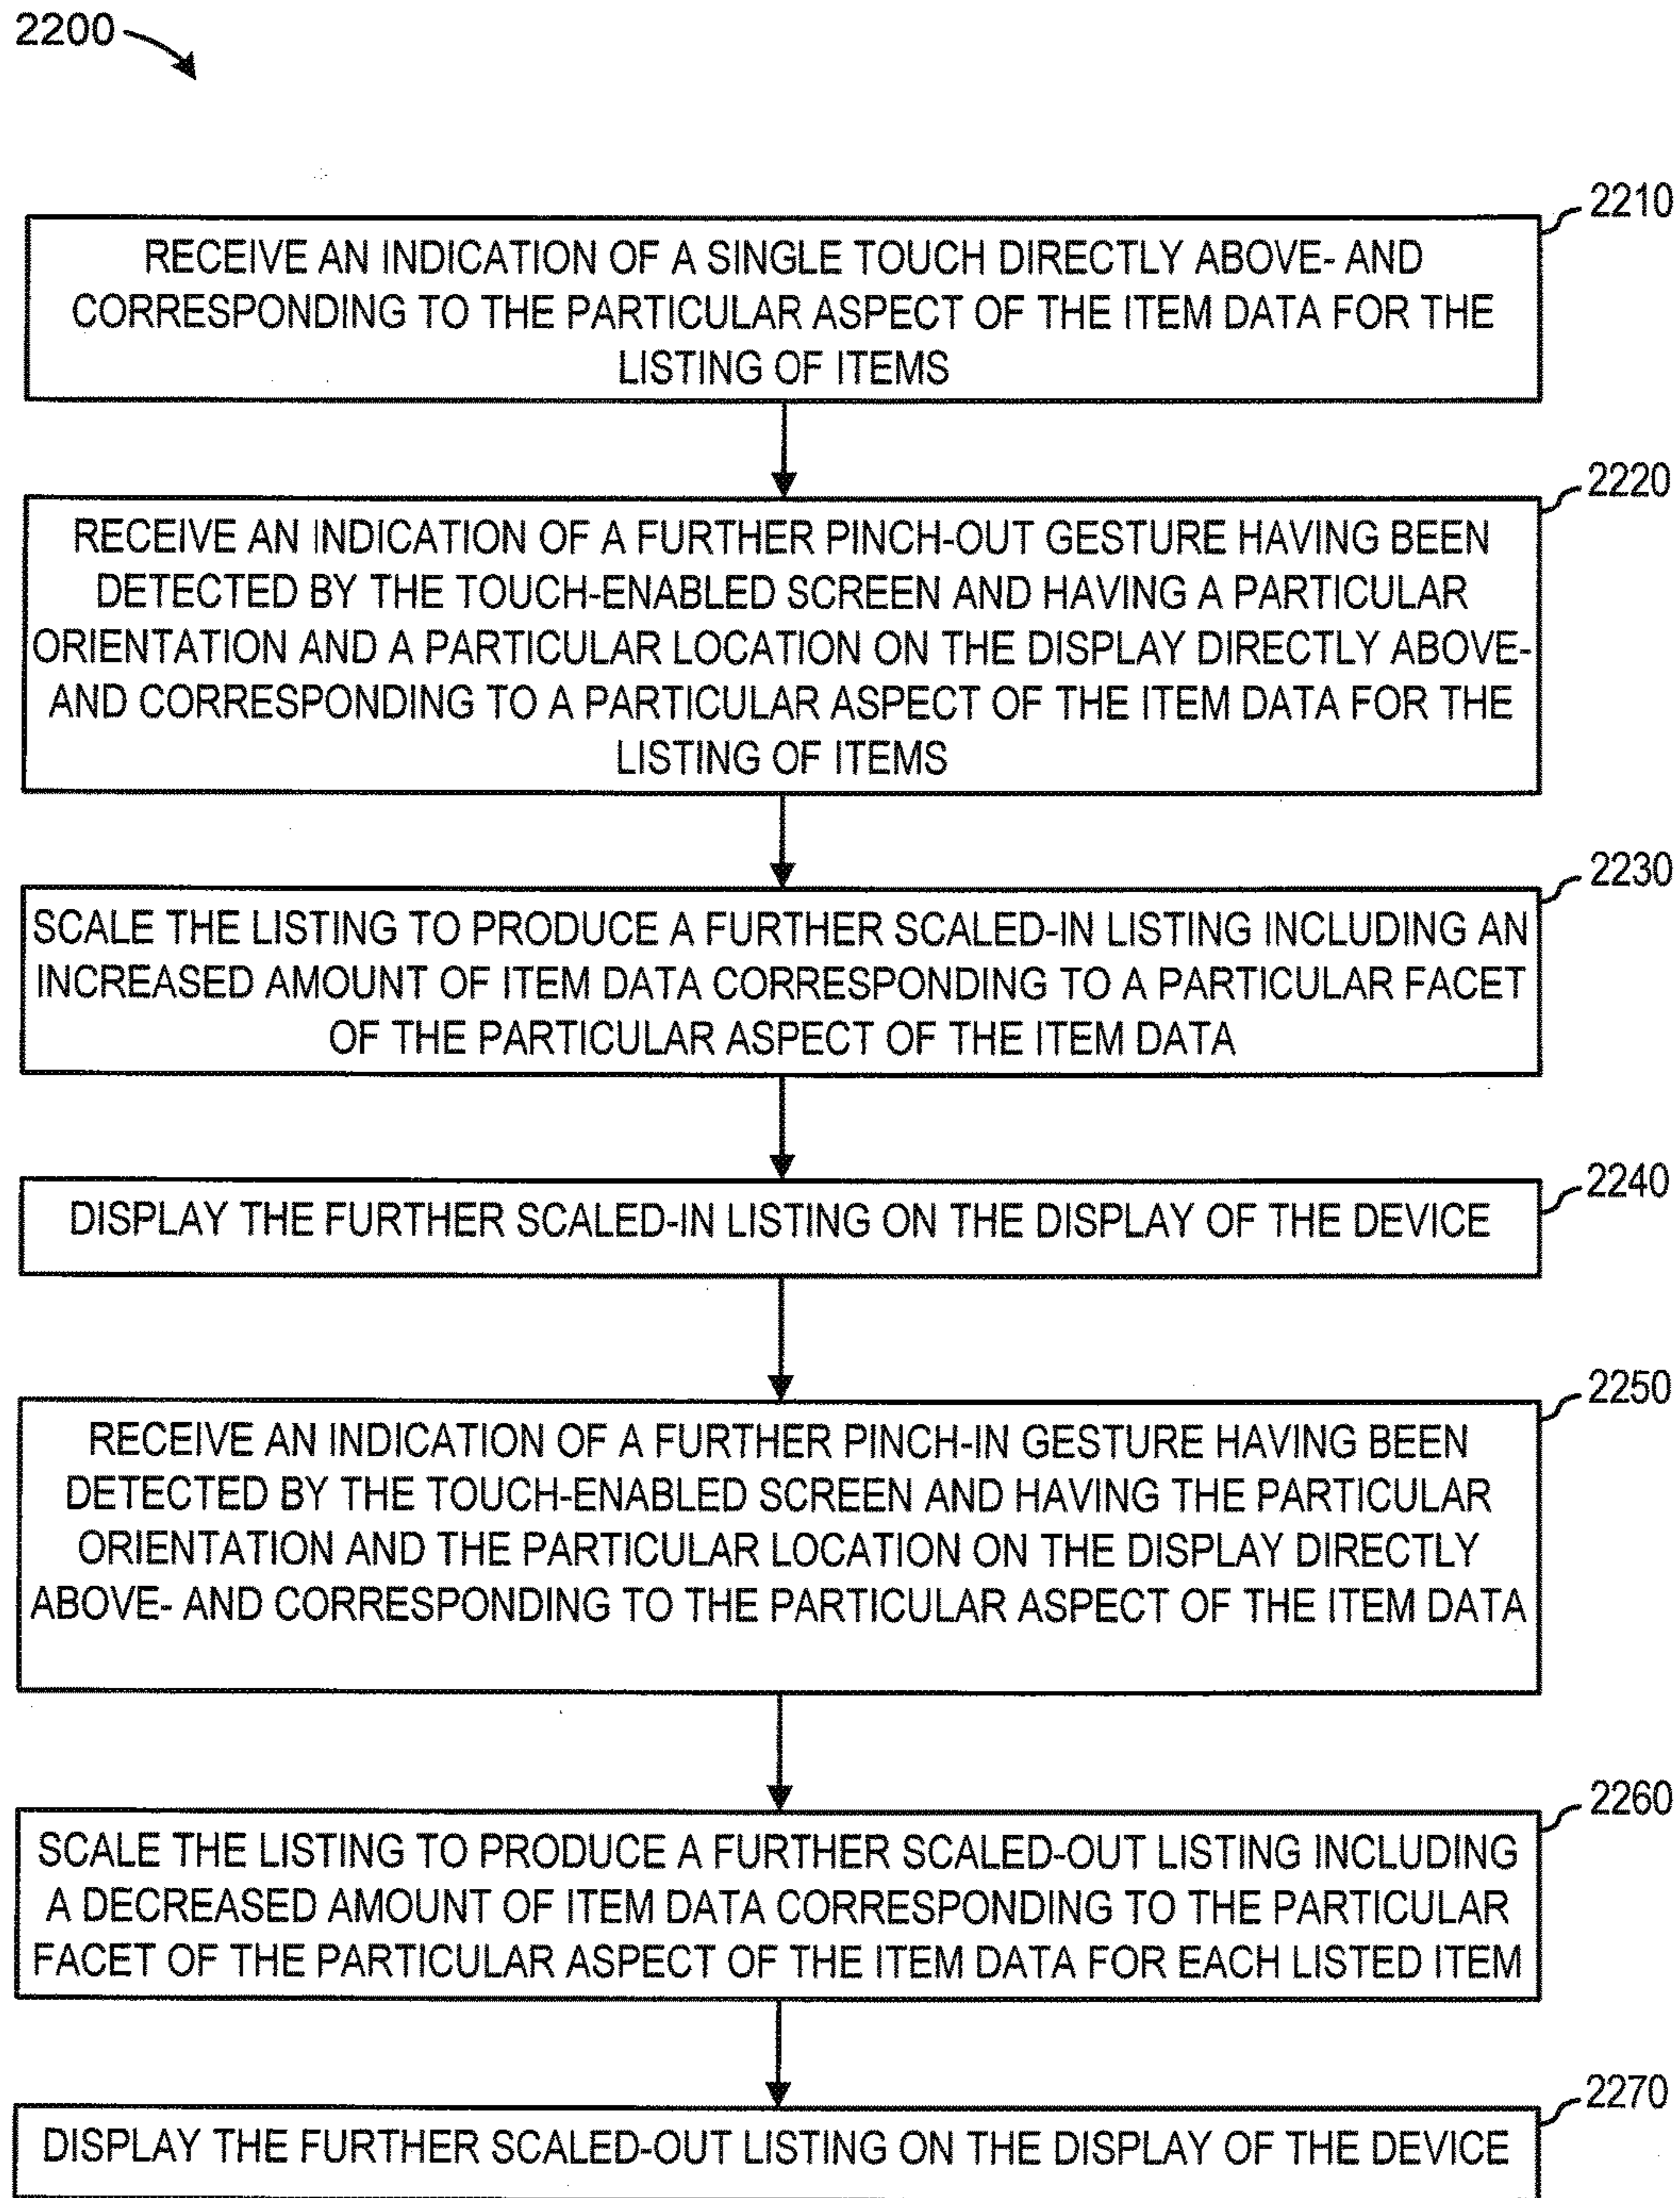 2200
2210
RECEIVE AN INDICATION OF A SINGLE TOUCH DIRECTLY ABOVE- AND
CORRESPONDING TO THE PARTICULAR ASPECT OF THE ITEM DATA FOR THE
LISTING OF ITEMS
2220
RECEIVE AN INDICATION OF A FURTHER PINCH-OUT GESTURE HAVING BEEN
DETECTED BY THE TOUCH-ENABLED SCREEN AND HAVING A PARTICULAR
ORIENTATION AND A PARTICULAR LOCATION ON THE DISPLAY DIRECTLY ABOVE-
AND CORRESPONDING TO A PARTICULAR ASPECT OF THE ITEM DATA FOR THE
LISTING OF ITEMS
2230
SCALE THE LISTING TO PRODUCE A FURTHER SCALED-IN LISTING INCLUDING AN
INCREASED AMOUNT OF ITEM DATA CORRESPONDING TO A PARTICULAR FACET
OF THE PARTICULAR ASPECT OF THE ITEM DATA
2240
DISPLAY THE FURTHER SCALED-IN LISTING ON THE DISPLAY OF THE DEVICE
2250
RECEIVE AN INDICATION OF A FURTHER PINCH-IN GESTURE HAVING BEEN
DETECTED BY THE TOUCH-ENABLED SCREEN AND HAVING THE PARTICULAR
ORIENTATION AND THE PARTICULAR LOCATION ON THE DISPLAY DIRECTLY
ABOVE- AND CORRESPONDING TO THE PARTICULAR ASPECT OF THE ITEM DATA
2260
SCALE THE LISTING TO PRODUCE A FURTHER SCALED-OUT LISTING INCLUDING
A DECREASED AMOUNT OF ITEM DATA CORRESPONDING TO THE PARTICULAR
FACET OF THE PARTICULAR ASPECT OF THE ITEM DATA FOR EACH LISTED ITEM
2270
DISPLAY THE FURTHER SCALED-OUT LISTING ON THE DISPLAY OF THE DEVICE